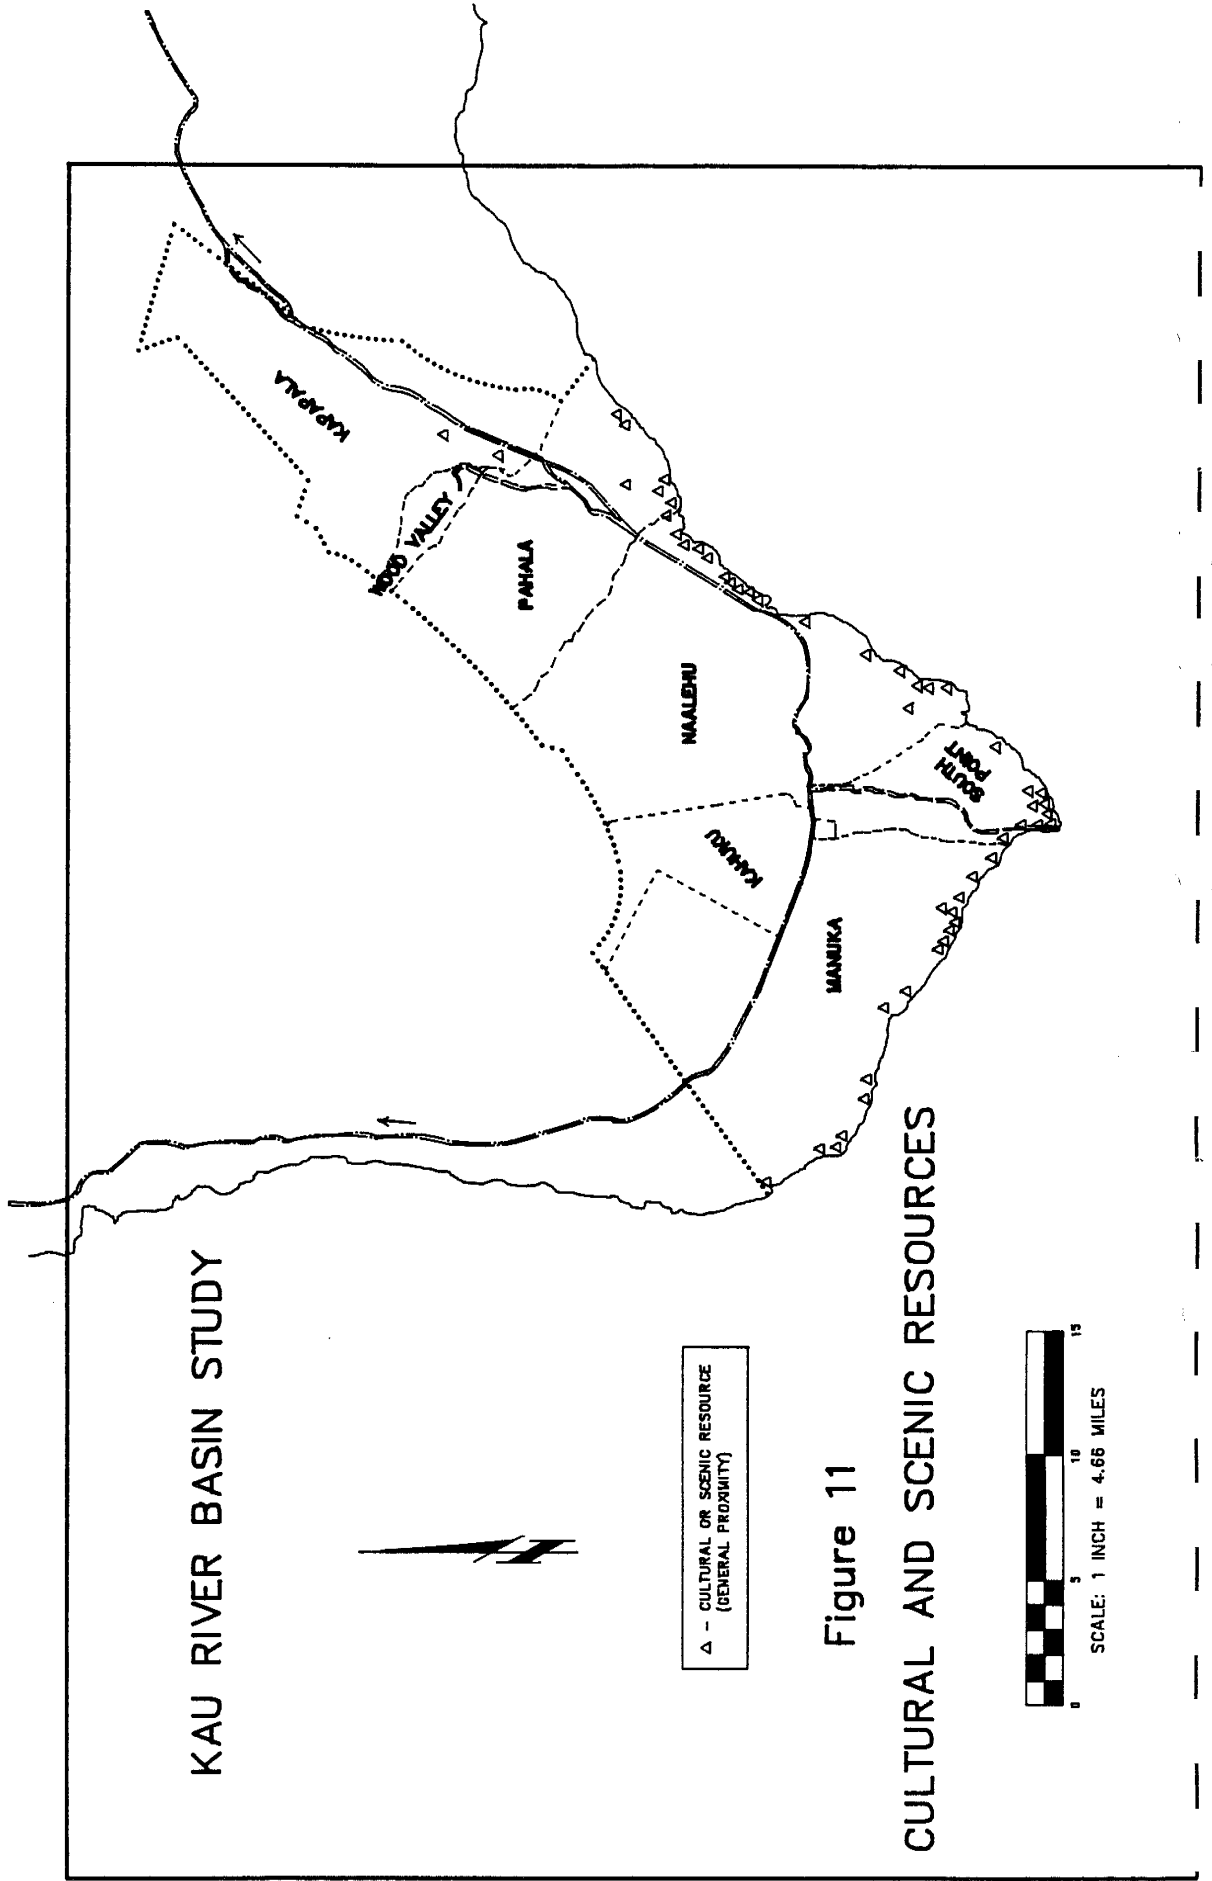 KAU RIVER BASIN STUDY
KAPAPALA
WOOD VALLEY
PAHALA
NAALEHU
KAHUKU
MANUKA
SOUTH
POINT
△ - CULTURAL OR SCENIC RESOURCE
(GENERAL PROXIMITY)
Figure 11
CULTURAL AND SCENIC RESOURCES
0 5 10 15
SCALE: 1 INCH = 4.66 MILES